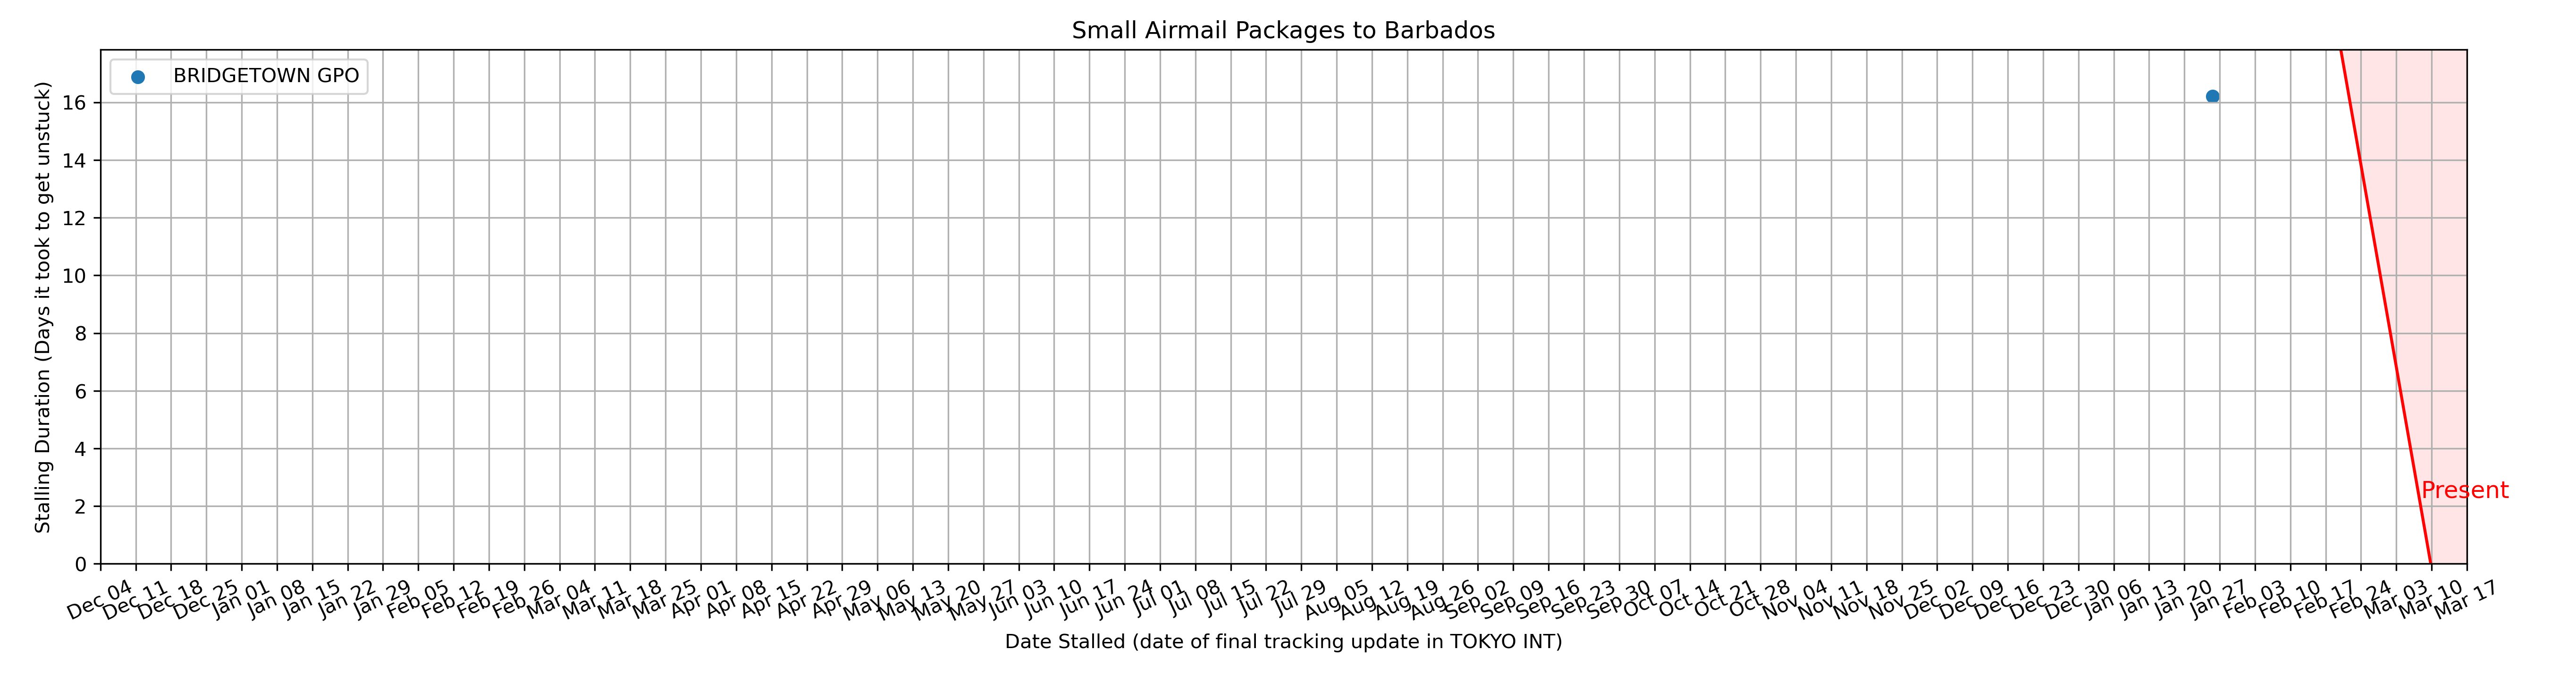 Small Airmail Packages to Barbados
BRIDGETOWN GPO
Stalling Duration (Days it took to get unstuck)
16
14
12
10
8
6
4
2
0
Present
Dec 04
Dec 11
Dec 18
Dec 25
Jan 01
Jan 08
Jan 15
Jan 22
Jan 29
Feb 05
Feb 12
Feb 19
Feb 26
Mar 04
Mar 11
Mar 18
Mar 25
Apr 01
Apr 08
Apr 15
Apr 22
Apr 29
May 06
May 13
May 20
May 27
Jun 03
Jun 10
Jun 17
Jun 24
Jul 01
Jul 08
Jul 15
Jul 22
Jul 29
Aug 05
Aug 12
Aug 19
Aug 26
Sep 02
Sep 09
Sep 16
Sep 23
Sep 30
Oct 07
Oct 14
Oct 21
Oct 28
Nov 04
Nov 11
Nov 18
Nov 25
Dec 02
Dec 09
Dec 16
Dec 23
Dec 30
Jan 06
Jan 13
Jan 20
Jan 27
Feb 03
Feb 10
Feb 17
Feb 24
Mar 03
Mar 10
Mar 17
Date Stalled (date of final tracking update in TOKYO INT)